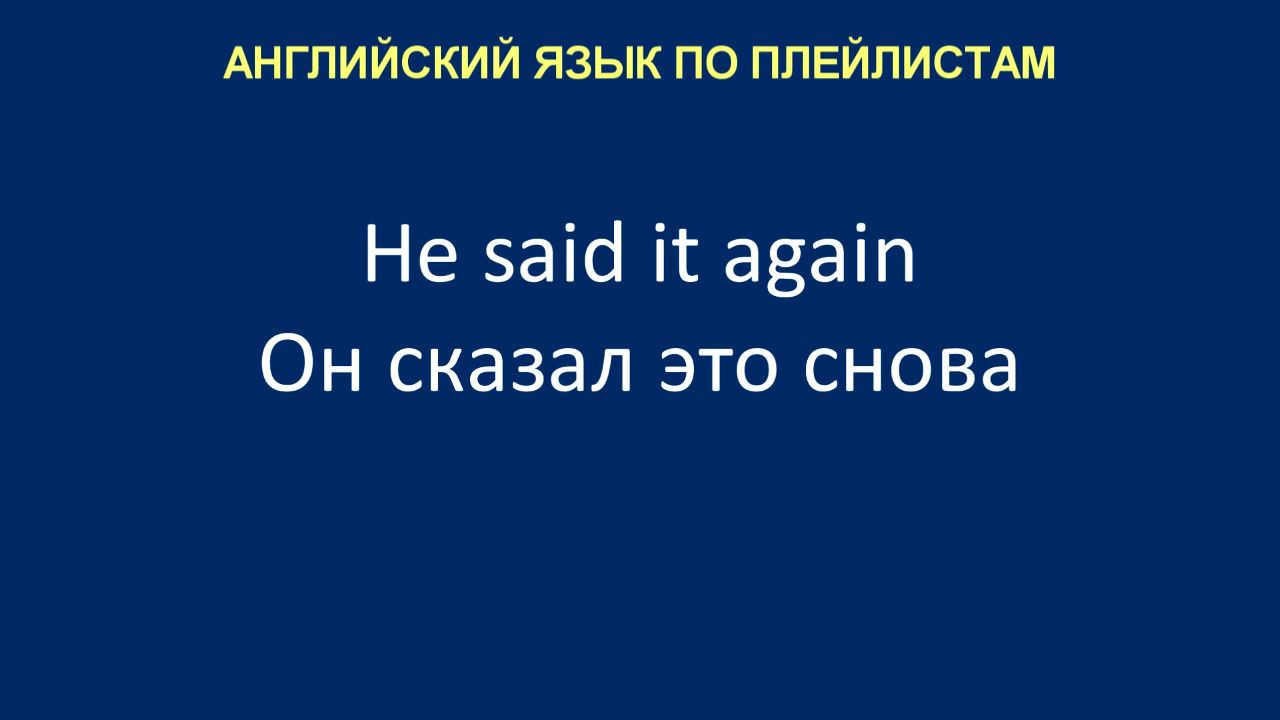 АНГЛИЙСКИЙ ЯЗЫК ПО ПЛЕЙЛИСТАМ
He said it again
Он сказал это снова